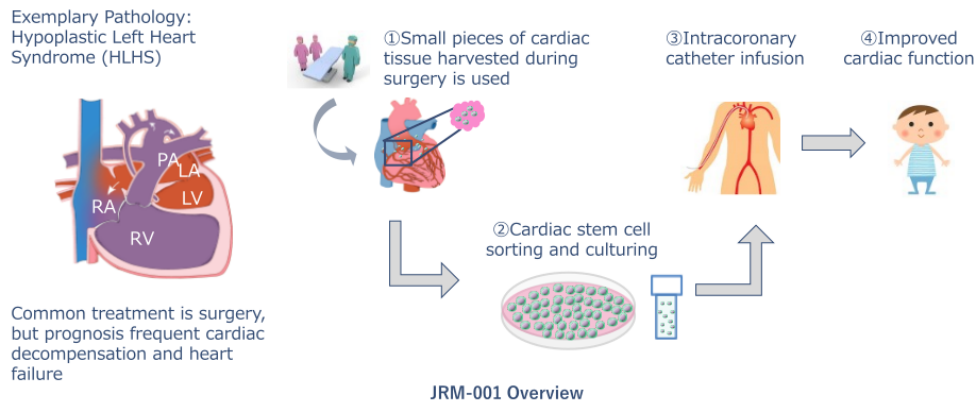 Exemplary Pathology:
Hypoplastic Left Heart
Syndrome (HLHS)
PA
LA
LV
RA
RV
Common treatment is surgery,
but prognosis frequent cardiac
decompensation and heart
failure
①Small pieces of cardiac
tissue harvested during
surgery is used
②Cardiac stem cell
sorting and culturing
③Intracoronary
catheter infusion
④Improved
cardiac function
JRM-001 Overview